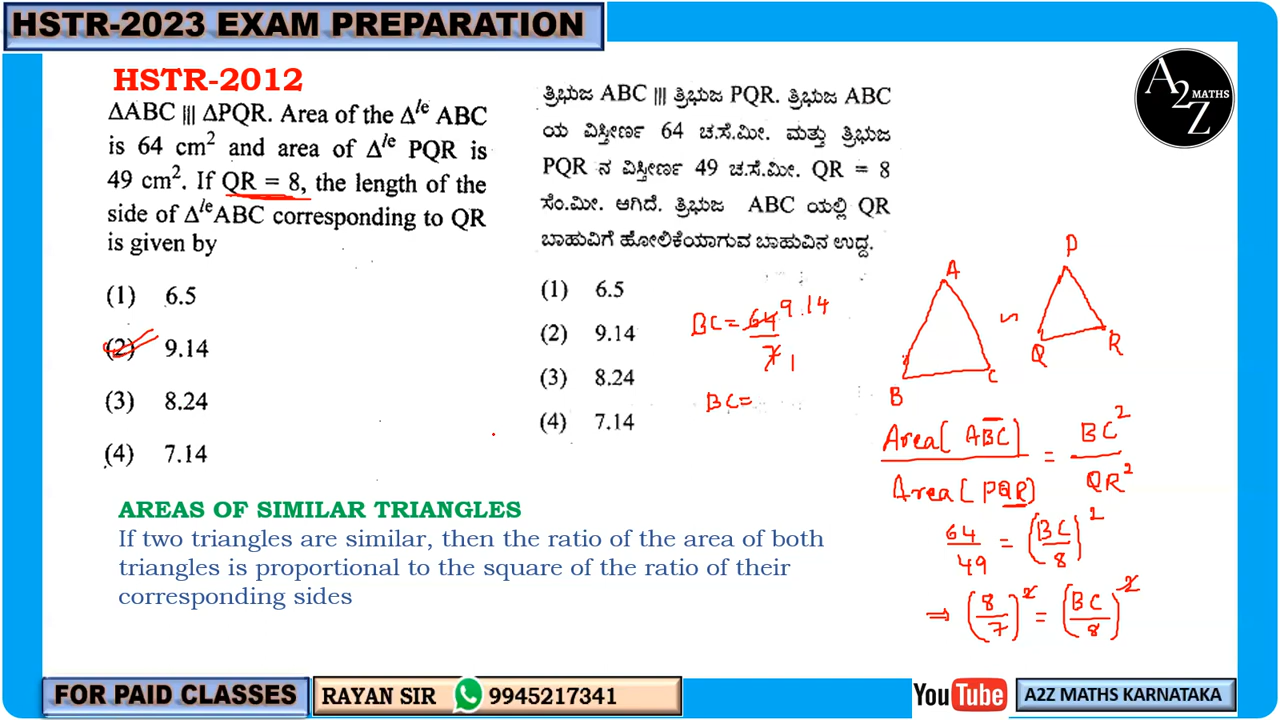 HSTR-2023 EXAM PREPARATION
HSTR-2012
ΔABC ||| ΔPQR. Area of the Δˡᵉ ABC
is 64 cm² and area of Δˡᵉ PQR is
49 cm². If QR = 8, the length of the
side of Δˡᵉ ABC corresponding to QR
is given by
(1) 6.5
(2) 9.14
(3) 8.24
(4) 7.14
ತ್ರಿಭುಜ ABC ||| ತ್ರಿಭುಜ PQR. ತ್ರಿಭುಜ ABC
ಯ ವಿಸ್ತೀರ್ಣ 64 ಚ.ಸೆ.ಮೀ. ಮತ್ತು ತ್ರಿಭುಜ
PQR ನ ವಿಸ್ತೀರ್ಣ 49 ಚ.ಸೆ.ಮೀ. QR = 8
ಸೆಂ.ಮೀ. ಆಗಿದೆ. ತ್ರಿಭುಜ ABC ಯಲ್ಲಿ QR
ಬಾಹುವಿಗೆ ಹೋಲಿಕೆಯಾಗುವ ಬಾಹುವಿನ ಉದ್ದ.
(1) 6.5
(2) 9.14
(3) 8.24
(4) 7.14
BC = 64 9.14
7 1
BC =
A2Z MATHS
A
B
C
∽
P
Q
R
Area(ABC) = BC²
Area(PQR) QR²
64/49 = (BC/8)²
⇒ (8/7)² = (BC/8)²
AREAS OF SIMILAR TRIANGLES
If two triangles are similar, then the ratio of the area of both
triangles is proportional to the square of the ratio of their
corresponding sides
FOR PAID CLASSES
RAYAN SIR 9945217341
YouTube
A2Z MATHS KARNATAKA